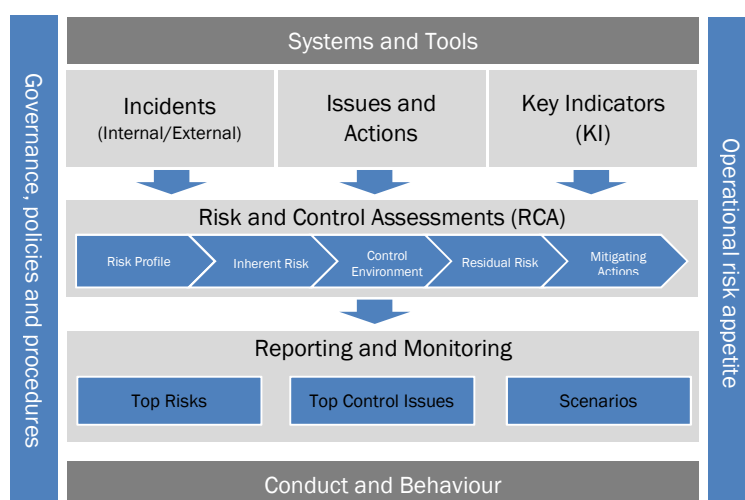 Systems and Tools
Governance, policies and procedures
Operational risk appetite
Incidents
(Internal/External)
Issues and
Actions
Key Indicators
(KI)
Risk and Control Assessments (RCA)
Risk Profile
Inherent Risk
Control
Environment
Residual Risk
Mitigating
Actions
Reporting and Monitoring
Top Risks
Top Control Issues
Scenarios
Conduct and Behaviour